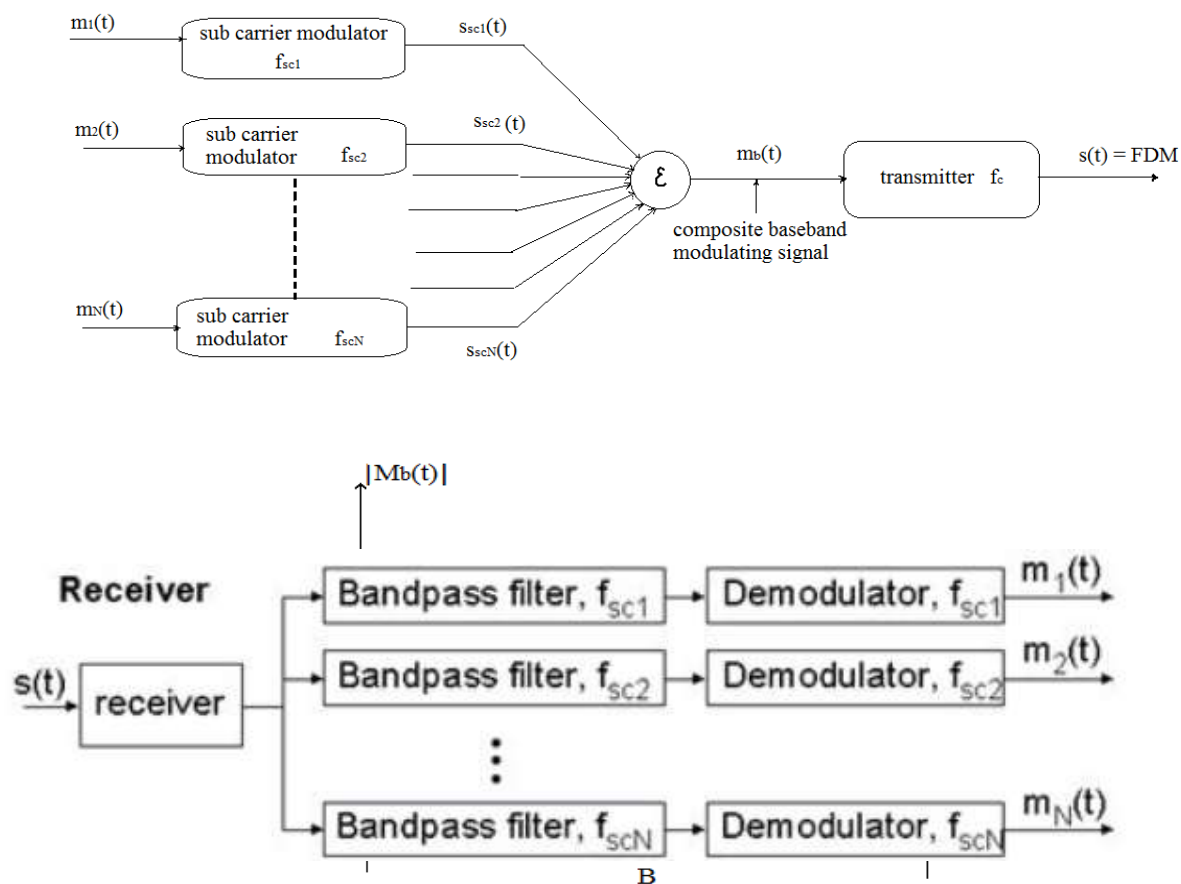 m1(t)
sub carrier modulator
fsc1
ssc1(t)
m2(t)
sub carrier
modulator fsc2
ssc2 (t)
ε
mb(t)
transmitter fc
s(t) = FDM
composite baseband
modulating signal
mN(t)
sub carrier
modulator fscN
sscN(t)
|Mb(t)|
Receiver
s(t)
receiver
Bandpass filter, fsc1
Demodulator, fsc1
m1(t)
Bandpass filter, fsc2
Demodulator, fsc2
m2(t)
Bandpass filter, fscN
Demodulator, fscN
mN(t)
B